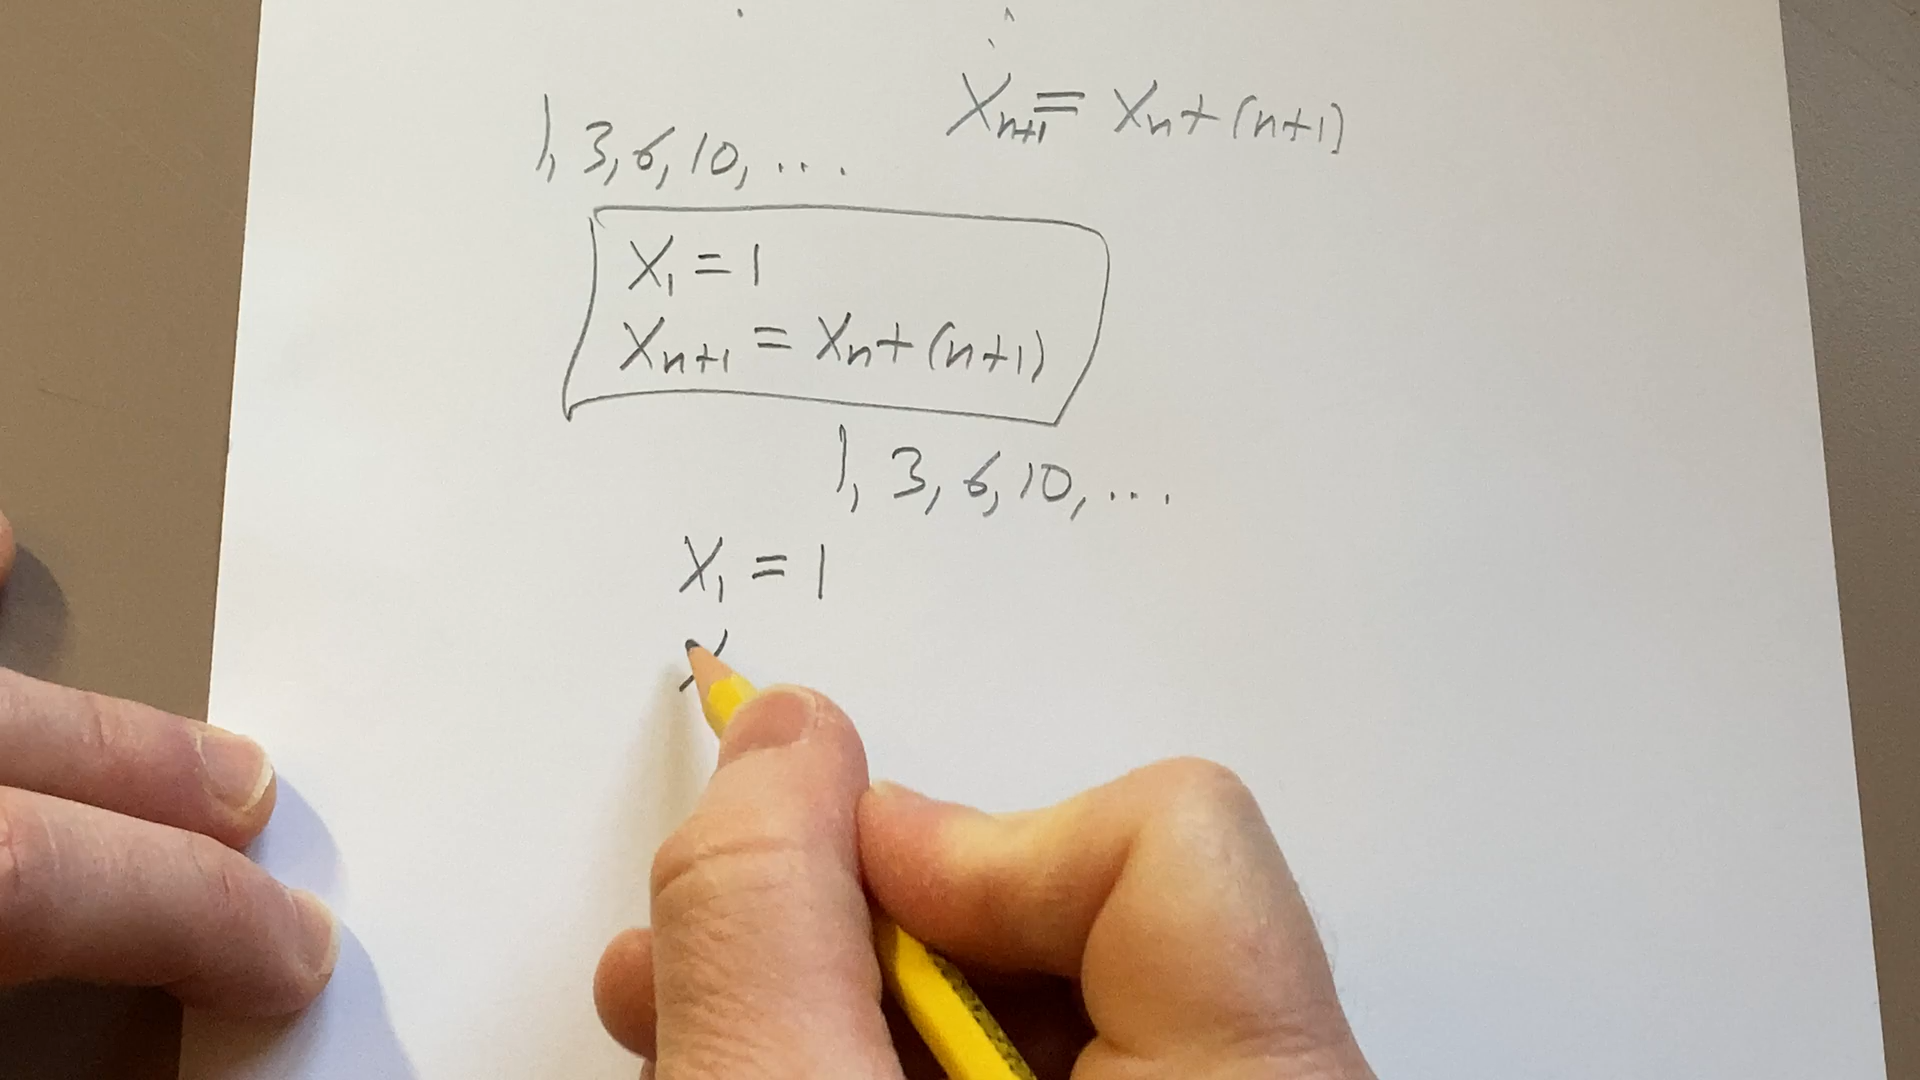 Xn+1 = Xn + (n+1)
1, 3, 6, 10, ...
X1 = 1
Xn+1 = Xn + (n+1)
1, 3, 6, 10, ...
X1 = 1
X